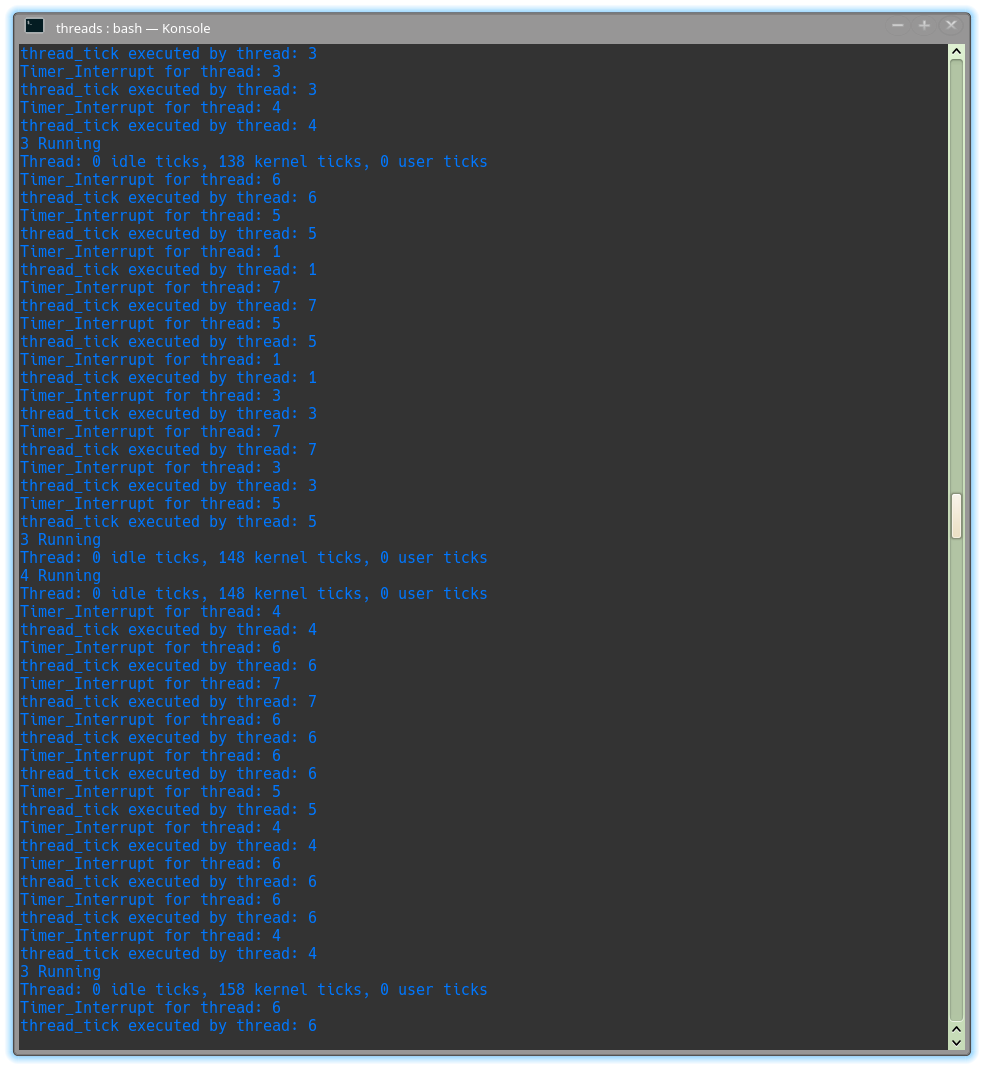 threads : bash — Konsole
thread_tick executed by thread: 3
Timer_Interrupt for thread: 3
thread_tick executed by thread: 3
Timer_Interrupt for thread: 4
thread_tick executed by thread: 4
3 Running
Thread: 0 idle ticks, 138 kernel ticks, 0 user ticks
Timer_Interrupt for thread: 6
thread_tick executed by thread: 6
Timer_Interrupt for thread: 5
thread_tick executed by thread: 5
Timer_Interrupt for thread: 1
thread_tick executed by thread: 1
Timer_Interrupt for thread: 7
thread_tick executed by thread: 7
Timer_Interrupt for thread: 5
thread_tick executed by thread: 5
Timer_Interrupt for thread: 1
thread_tick executed by thread: 1
Timer_Interrupt for thread: 3
thread_tick executed by thread: 3
Timer_Interrupt for thread: 7
thread_tick executed by thread: 7
Timer_Interrupt for thread: 3
thread_tick executed by thread: 3
Timer_Interrupt for thread: 5
thread_tick executed by thread: 5
3 Running
Thread: 0 idle ticks, 148 kernel ticks, 0 user ticks
4 Running
Thread: 0 idle ticks, 148 kernel ticks, 0 user ticks
Timer_Interrupt for thread: 4
thread_tick executed by thread: 4
Timer_Interrupt for thread: 6
thread_tick executed by thread: 6
Timer_Interrupt for thread: 7
thread_tick executed by thread: 7
Timer_Interrupt for thread: 6
thread_tick executed by thread: 6
Timer_Interrupt for thread: 6
thread_tick executed by thread: 6
Timer_Interrupt for thread: 5
thread_tick executed by thread: 5
Timer_Interrupt for thread: 4
thread_tick executed by thread: 4
Timer_Interrupt for thread: 6
thread_tick executed by thread: 6
Timer_Interrupt for thread: 6
thread_tick executed by thread: 6
Timer_Interrupt for thread: 4
thread_tick executed by thread: 4
3 Running
Thread: 0 idle ticks, 158 kernel ticks, 0 user ticks
Timer_Interrupt for thread: 6
thread_tick executed by thread: 6